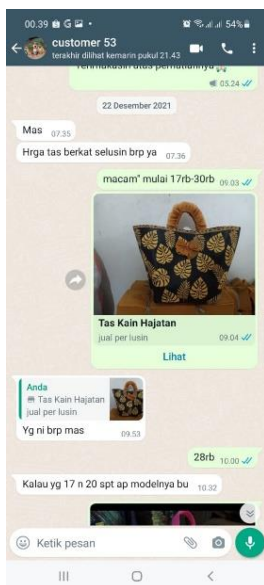 00.39
54%
customer 53
terakhir dilihat kemarin pukul 21.43
05.24
22 Desember 2021
Mas 07.35
Hrga tas berkat selusin brp ya 07.36
macam" mulai 17rb-30rb 09.03
Tas Kain Hajatan
jual per lusin 09.04
Lihat
Anda
Tas Kain Hajatan
jual per lusin
Yg ni brp mas 09.53
28rb 10.00
Kalau yg 17 n 20 spt ap modelnya bu 10.32
Ketik pesan